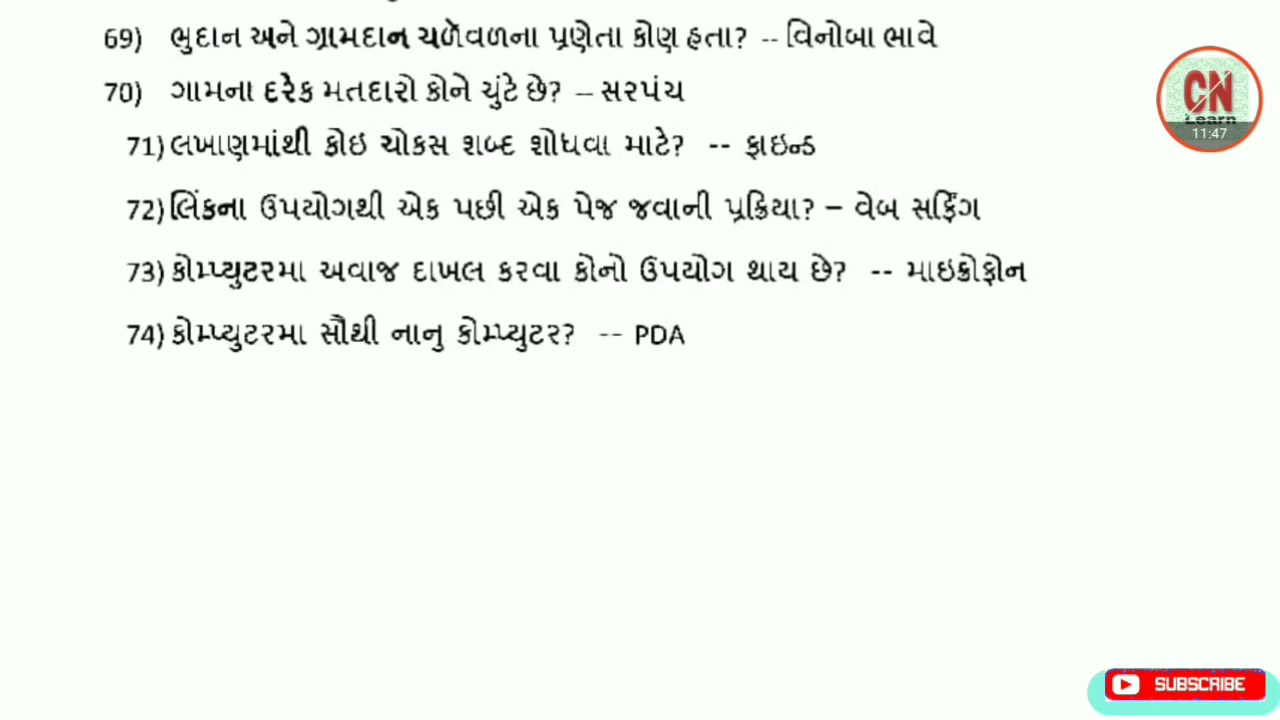 69) ભુદાન અને ગ્રામદાન ચળેવળના પ્રણેતા કોણ હતા? -- વિનોબા ભાવે
70) ગામના દરેક મતદારો કોને ચુંટે છે? – સરપંચ
71) લખાણમાંથી કોઇ ચોકસ શબ્દ શોધવા માટે? -- ફાઇન્ડ
72) લિંકના ઉપયોગથી એક પછી એક પેજ જવાની પ્રક્રિયા? – વેબ સર્ફિંગ
73) કોમ્પ્યુટરમા અવાજ દાખલ કરવા કોનો ઉપયોગ થાય છે? -- માઇક્રોફોન
74) કોમ્પ્યુટરમા સૌથી નાનુ કોમ્પ્યુટર? -- PDA
CN
Learn
11:47
SUBSCRIBE